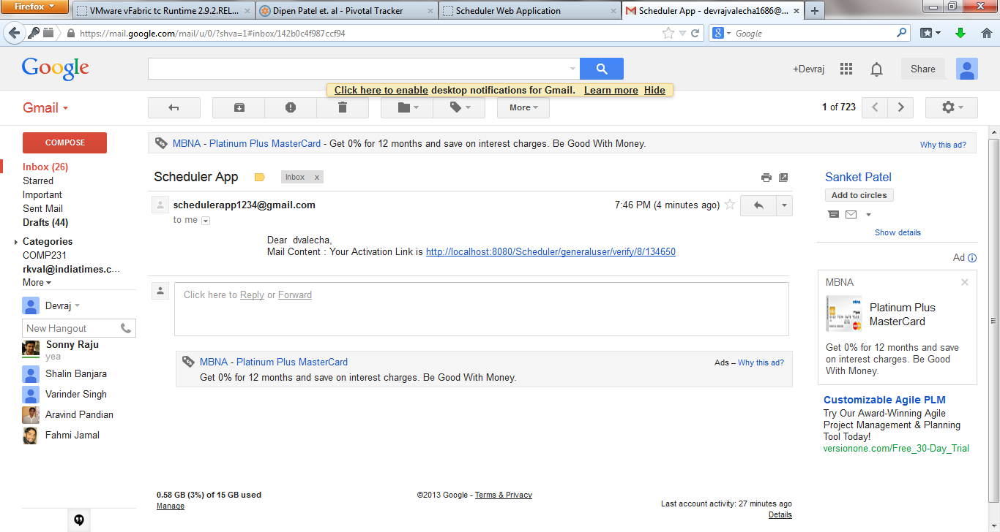 Firefox
VMware vFabric tc Runtime 2.9.2.REL...
Dipen Patel et. al - Pivotal Tracker
Scheduler Web Application
Scheduler App - devrajvalecha1686@...
https://mail.google.com/mail/u/0/?shva=1#inbox/142b0c4f987ccf94
Google
Google
+Devraj
Share
Click here to enable desktop notifications for Gmail. Learn more Hide
Gmail
More
1 of 723
COMPOSE
MBNA - Platinum Plus MasterCard - Get 0% for 12 months and save on interest charges. Be Good With Money.
Why this ad?
Inbox (26)
Starred
Important
Sent Mail
Drafts (44)
Categories
COMP231
rkval@indiatimes.c...
More
Devraj
New Hangout
Sonny Raju
yea
Shalin Banjara
Varinder Singh
Aravind Pandian
Fahmi Jamal
Scheduler App
Inbox x
schedulerapp1234@gmail.com
7:46 PM (4 minutes ago)
to me
Dear dvalecha,
Mail Content : Your Activation Link is http://localhost:8080/Scheduler/generaluser/verify/8/134650
Click here to Reply or Forward
MBNA - Platinum Plus MasterCard
Ads – Why this ad?
Get 0% for 12 months and save on interest charges. Be Good With Money.
Sanket Patel
Add to circles
Show details
Ad
MBNA
Platinum Plus
MasterCard
Get 0% for 12 months and save
on interest charges. Be Good
With Money.
Customizable Agile PLM
Try Our Award-Winning Agile
Project Management & Planning
Tool Today!
versionone.com/Free_30-Day_Trial
0.58 GB (3%) of 15 GB used
Manage
©2013 Google - Terms & Privacy
Last account activity: 27 minutes ago
Details